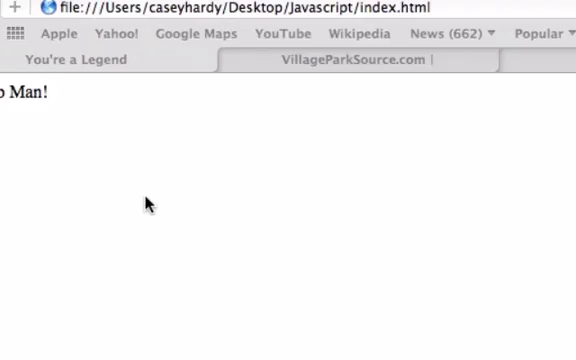 file:///Users/caseyhardy/Desktop/Javascript/index.html
Apple Yahoo! Google Maps YouTube Wikipedia News (662) Popular
You're a Legend VillageParkSource.com |
Man!